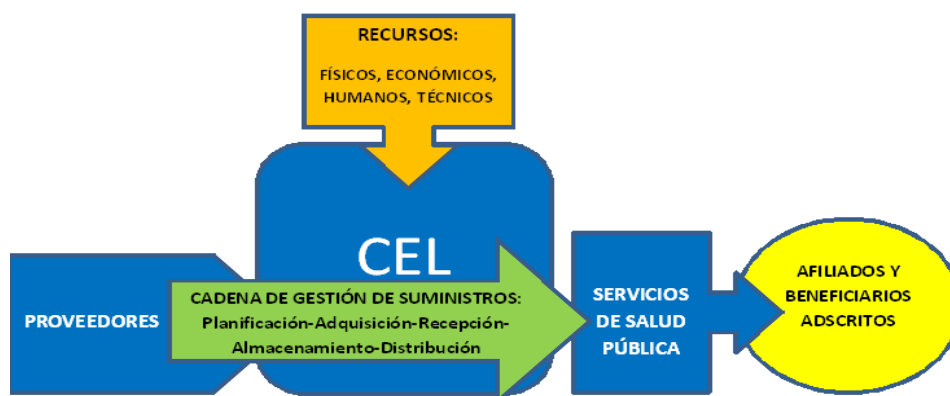 RECURSOS:
FÍSICOS, ECONÓMICOS,
HUMANOS, TÉCNICOS
CEL
CADENA DE GESTIÓN DE SUMINISTROS:
Planificación-Adquisición-Recepción-
Almacenamiento-Distribución
PROVEEDORES
SERVICIOS
DE SALUD
PÚBLICA
AFILIADOS Y
BENEFICIARIOS
ADSCRITOS